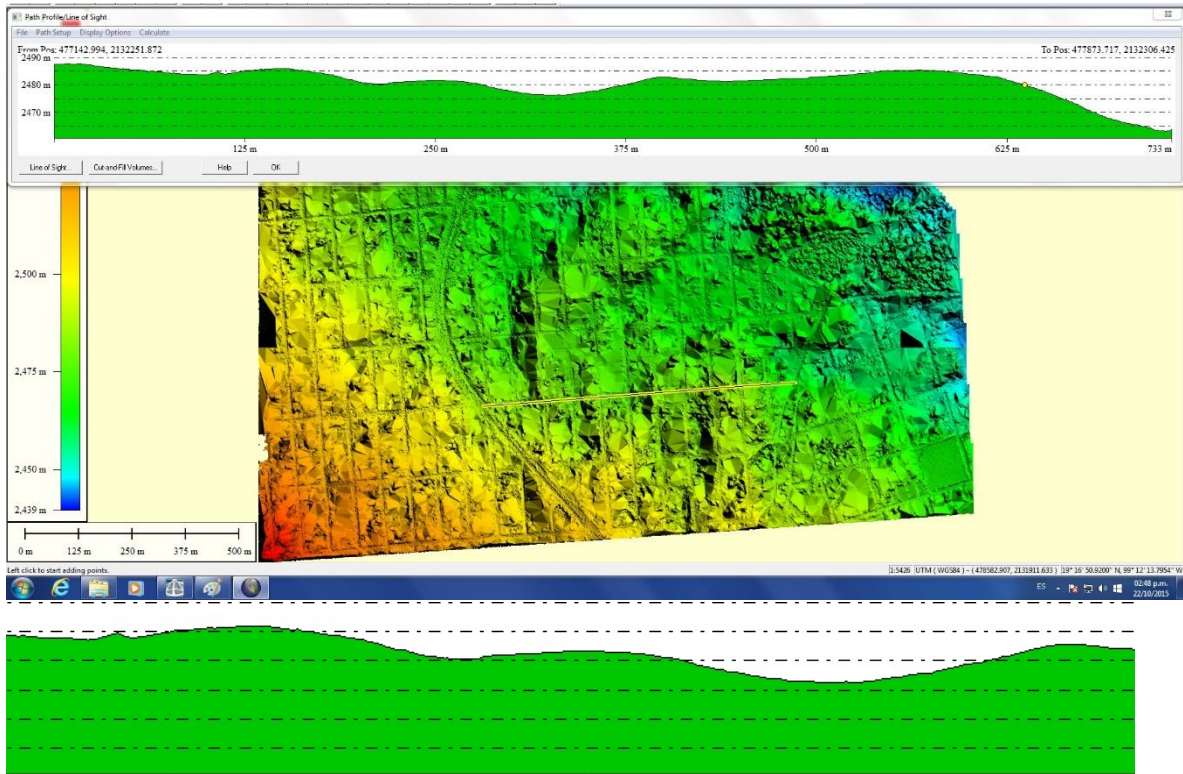 Path Profile/Line of Sight
File Path Setup Display Options Calculate
From Pos: 477142.994, 2132251.872 To Pos: 477873.717, 2132306.425
2490 m
2480 m
2470 m
125 m 250 m 375 m 500 m 625 m 733 m
Line of Sight... Cut-and-Fill Volumes... Help OK
2,500 m
2,475 m
2,450 m
2,439 m
0 m 125 m 250 m 375 m 500 m
Left click to start adding points. 1:5426 UTM ( WGS84 ) - ( 478582.907, 2131911.633 ) 19° 16' 50.9200" N, 99° 12' 13.7954" W
ES 02:48 p.m.
22/10/2015